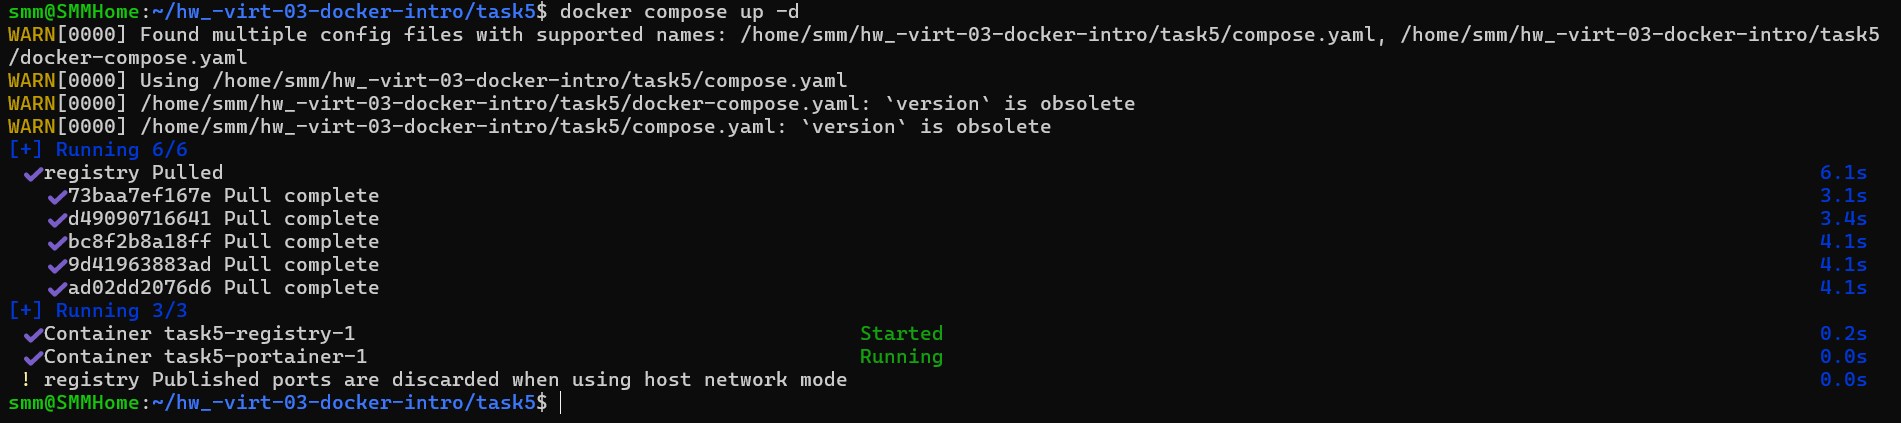 smm@SMMHome:~/hw_-virt-03-docker-intro/task5$ docker compose up -d
WARN[0000] Found multiple config files with supported names: /home/smm/hw_-virt-03-docker-intro/task5/compose.yaml, /home/smm/hw_-virt-03-docker-intro/task5
/docker-compose.yaml
WARN[0000] Using /home/smm/hw_-virt-03-docker-intro/task5/compose.yaml
WARN[0000] /home/smm/hw_-virt-03-docker-intro/task5/docker-compose.yaml: `version` is obsolete
WARN[0000] /home/smm/hw_-virt-03-docker-intro/task5/compose.yaml: `version` is obsolete
[+] Running 6/6
✔registry Pulled 6.1s
✔73baa7ef167e Pull complete 3.1s
✔d49090716641 Pull complete 3.4s
✔bc8f2b8a18ff Pull complete 4.1s
✔9d41963883ad Pull complete 4.1s
✔ad02dd2076d6 Pull complete 4.1s
[+] Running 3/3
✔Container task5-registry-1 Started 0.2s
✔Container task5-portainer-1 Running 0.0s
! registry Published ports are discarded when using host network mode 0.0s
smm@SMMHome:~/hw_-virt-03-docker-intro/task5$